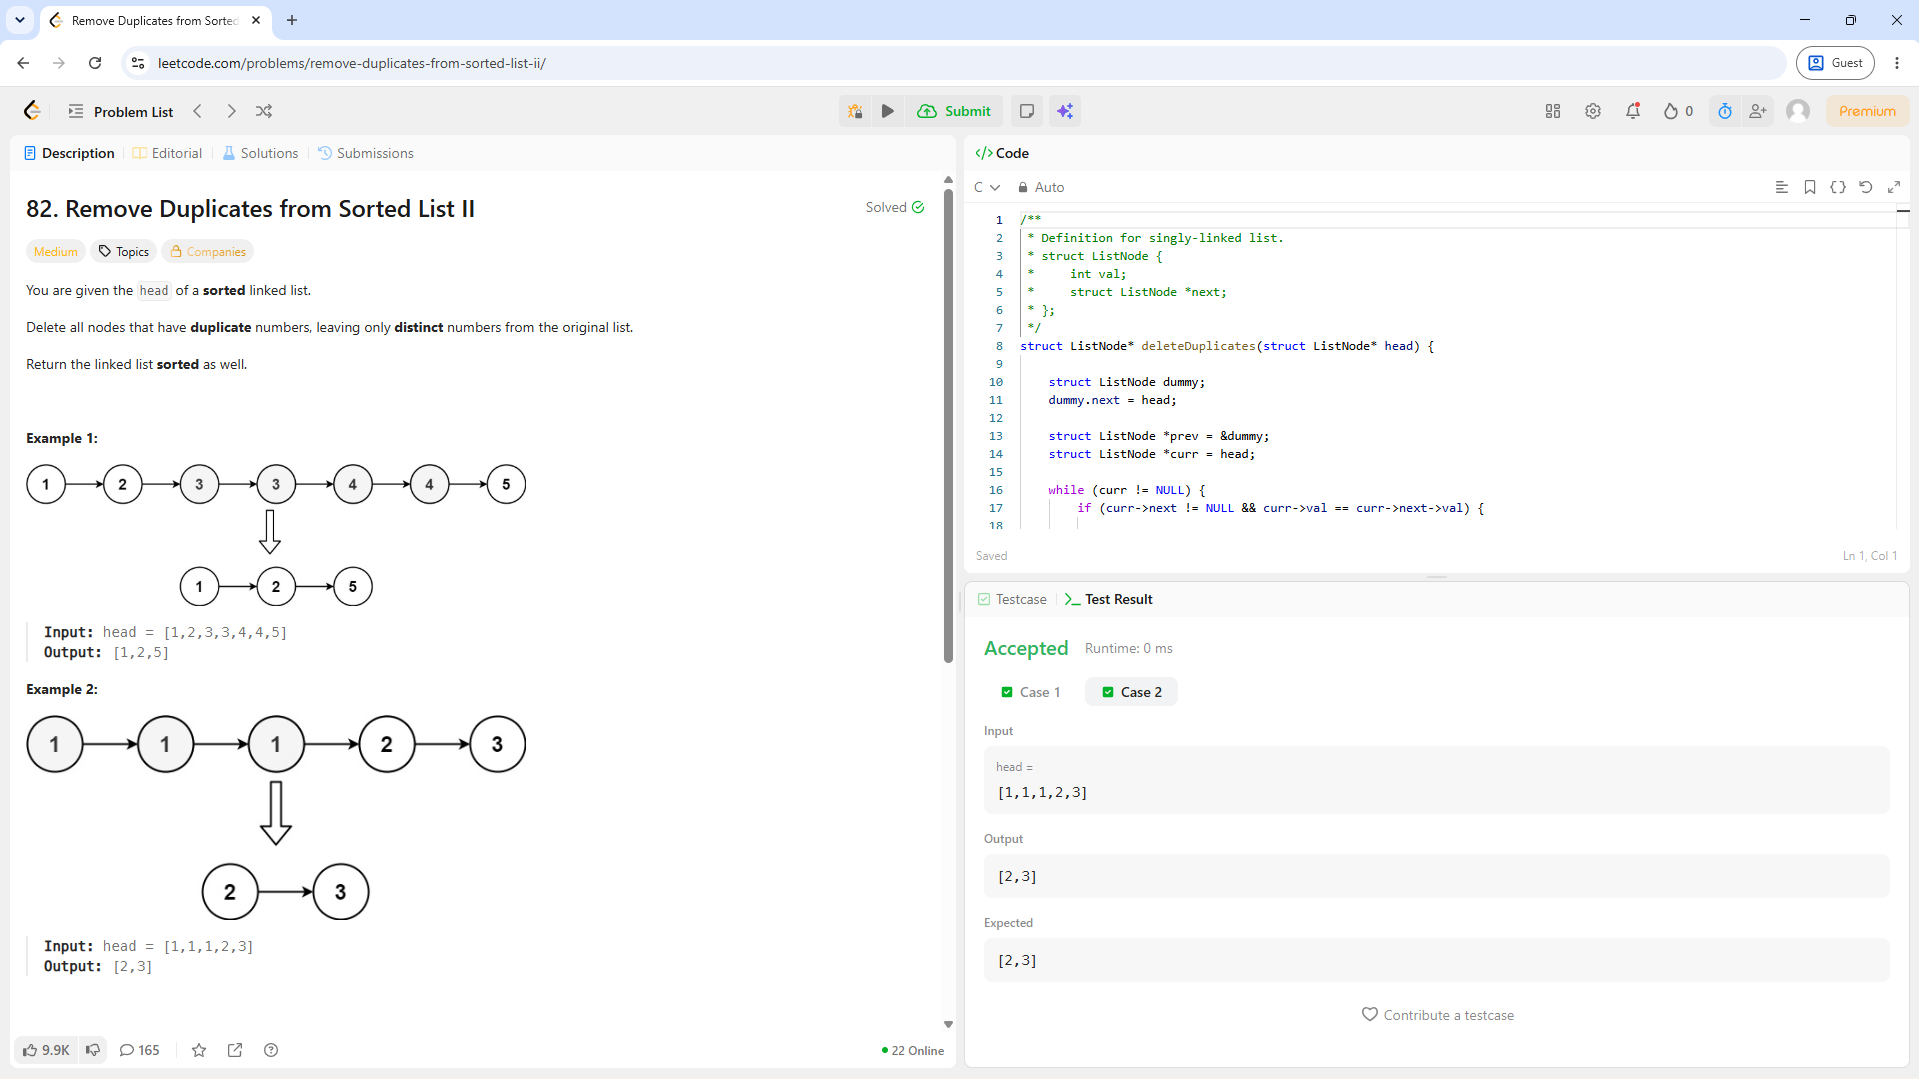 Remove Duplicates from Sorted
leetcode.com/problems/remove-duplicates-from-sorted-list-ii/
Guest
Problem List
Submit
0
Premium
Description
Editorial
Solutions
Submissions
82. Remove Duplicates from Sorted List II
Solved
Medium
Topics
Companies
You are given the head of a sorted linked list.
Delete all nodes that have duplicate numbers, leaving only distinct numbers from the original list.
Return the linked list sorted as well.
Example 1:
1 2 3 3 4 4 5
1 2 5
Input: head = [1,2,3,3,4,4,5]
Output: [1,2,5]
Example 2:
1 1 1 2 3
2 3
Input: head = [1,1,1,2,3]
Output: [2,3]
9.9K
165
22 Online
</> Code
C
Auto
1 /**
2 * Definition for singly-linked list.
3 * struct ListNode {
4 *     int val;
5 *     struct ListNode *next;
6 * };
7 */
8 struct ListNode* deleteDuplicates(struct ListNode* head) {
9
10     struct ListNode dummy;
11     dummy.next = head;
12
13     struct ListNode *prev = &dummy;
14     struct ListNode *curr = head;
15
16     while (curr != NULL) {
17         if (curr->next != NULL && curr->val == curr->next->val) {
18
Saved
Ln 1, Col 1
Testcase
Test Result
Accepted
Runtime: 0 ms
Case 1
Case 2
Input
head =
[1,1,1,2,3]
Output
[2,3]
Expected
[2,3]
Contribute a testcase